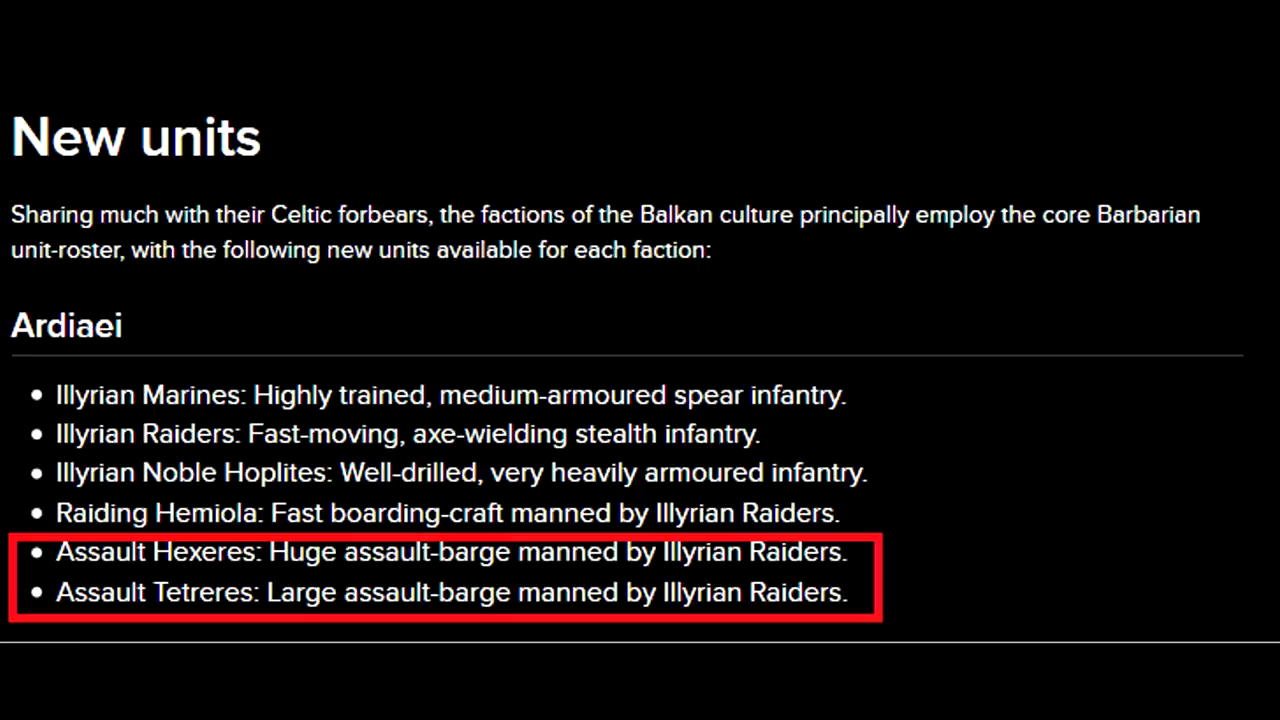 New units
Sharing much with their Celtic forbears, the factions of the Balkan culture principally employ the core Barbarian
unit-roster, with the following new units available for each faction:
Ardiaei
• Illyrian Marines: Highly trained, medium-armoured spear infantry.
• Illyrian Raiders: Fast-moving, axe-wielding stealth infantry.
• Illyrian Noble Hoplites: Well-drilled, very heavily armoured infantry.
• Raiding Hemiola: Fast boarding-craft manned by Illyrian Raiders.
• Assault Hexeres: Huge assault-barge manned by Illyrian Raiders.
• Assault Tetreres: Large assault-barge manned by Illyrian Raiders.